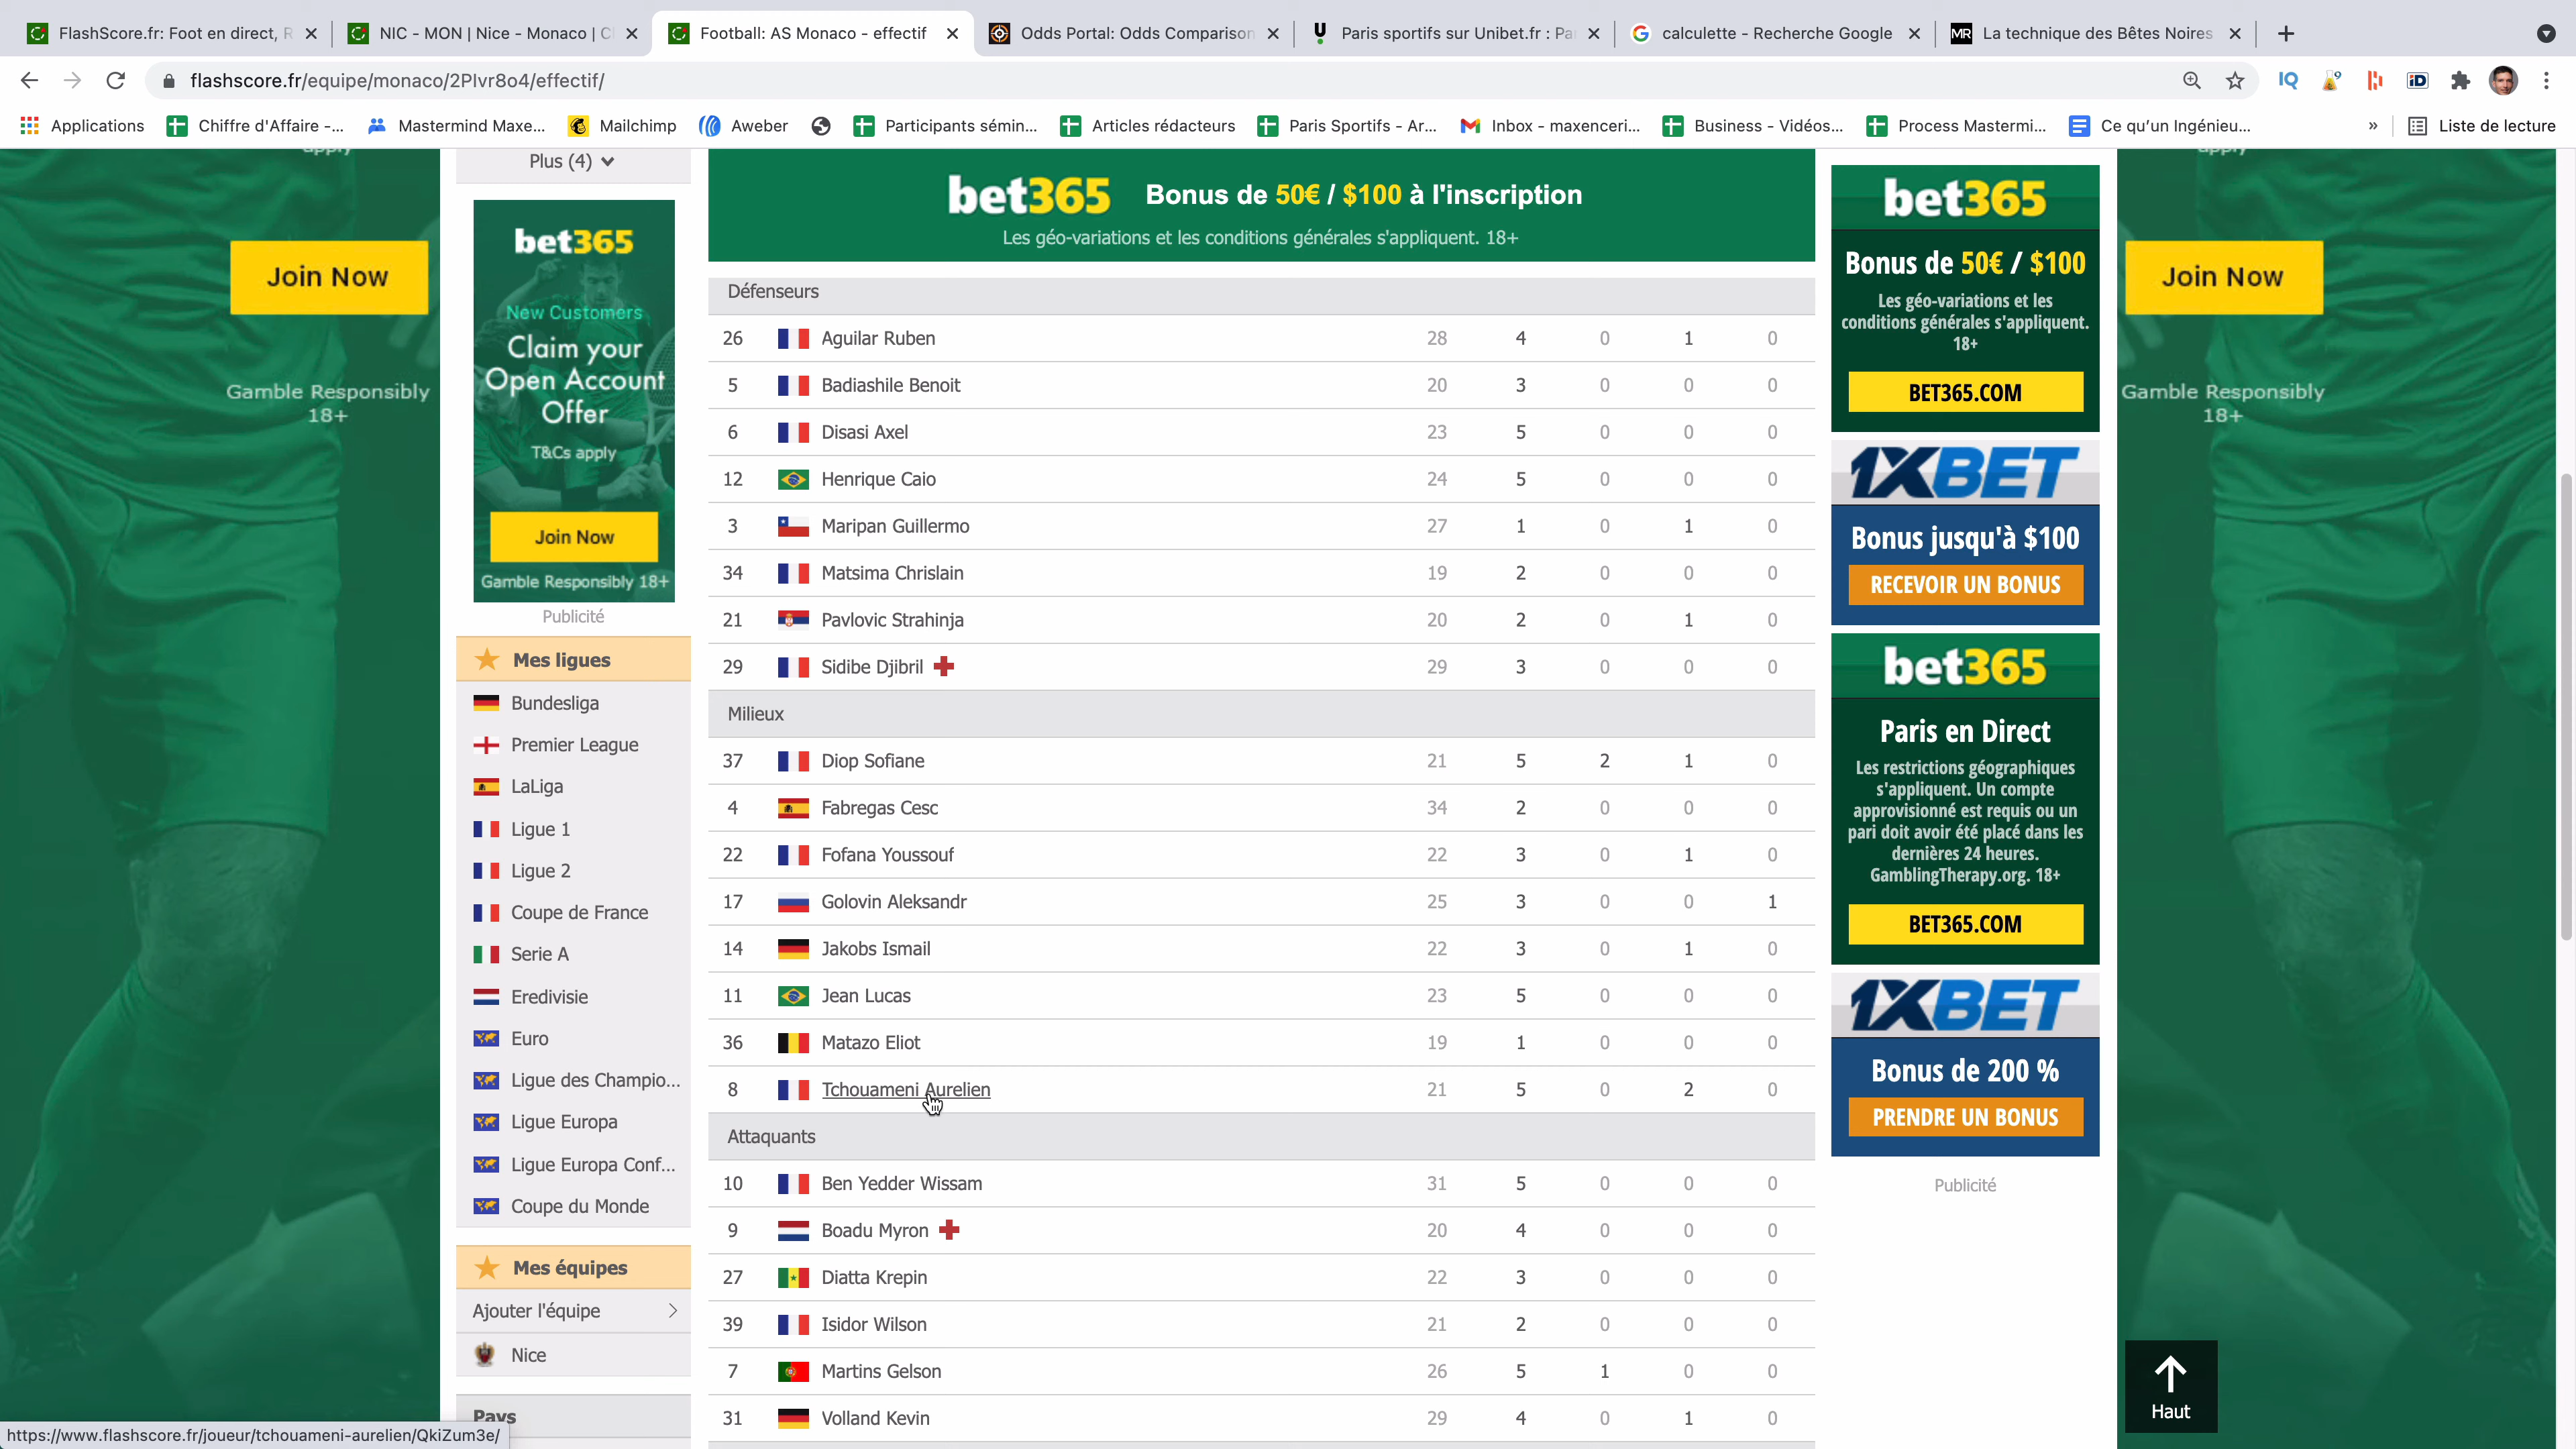 FlashScore.fr: Foot en direct, R
NIC - MON | Nice - Monaco | C
Football: AS Monaco - effectif
Odds Portal: Odds Comparison
Paris sportifs sur Unibet.fr : Pa
calculette - Recherche Google
MR La technique des Bêtes Noires
flashscore.fr/equipe/monaco/2PIvr8o4/effectif/
IQ
iD
Applications
Chiffre d'Affaire -...
Mastermind Maxe...
Mailchimp
Aweber
Participants sémin...
Articles rédacteurs
Paris Sportifs - Ar...
Inbox - maxenceri...
Business - Vidéos...
Process Mastermi...
Ce qu'un Ingénieu...
»
Liste de lecture
apply
Join Now
Gamble Responsibly
18+
Plus (4)
bet365
New Customers
Claim your
Open Account
Offer
T&Cs apply
Join Now
Gamble Responsibly 18+
Publicité
Mes ligues
Bundesliga
Premier League
LaLiga
Ligue 1
Ligue 2
Coupe de France
Serie A
Eredivisie
Euro
Ligue des Champio...
Ligue Europa
Ligue Europa Conf...
Coupe du Monde
Mes équipes
Ajouter l'équipe
Nice
Pays
https://www.flashscore.fr/joueur/tchouameni-aurelien/QkiZum3e/
bet365 Bonus de 50€ / $100 à l'inscription
Les géo-variations et les conditions générales s'appliquent. 18+
Défenseurs
26 Aguilar Ruben 28 4 0 1 0
5 Badiashile Benoit 20 3 0 0 0
6 Disasi Axel 23 5 0 0 0
12 Henrique Caio 24 5 0 0 0
3 Maripan Guillermo 27 1 0 1 0
34 Matsima Chrislain 19 2 0 0 0
21 Pavlovic Strahinja 20 2 0 1 0
29 Sidibe Djibril 29 3 0 0 0
Milieux
37 Diop Sofiane 21 5 2 1 0
4 Fabregas Cesc 34 2 0 0 0
22 Fofana Youssouf 22 3 0 1 0
17 Golovin Aleksandr 25 3 0 0 1
14 Jakobs Ismail 22 3 0 1 0
11 Jean Lucas 23 5 0 0 0
36 Matazo Eliot 19 1 0 0 0
8 Tchouameni Aurelien 21 5 0 2 0
Attaquants
10 Ben Yedder Wissam 31 5 0 0 0
9 Boadu Myron 20 4 0 0 0
27 Diatta Krepin 22 3 0 0 0
39 Isidor Wilson 21 2 0 0 0
7 Martins Gelson 26 5 1 0 0
31 Volland Kevin 29 4 0 1 0
bet365
Bonus de 50€ / $100
Les géo-variations et les
conditions générales s'appliquent.
18+
BET365.COM
1XBET
Bonus jusqu'à $100
RECEVOIR UN BONUS
bet365
Paris en Direct
Les restrictions géographiques
s'appliquent. Un compte
approvisionné est requis ou un
pari doit avoir été placé dans les
dernières 24 heures.
GamblingTherapy.org. 18+
BET365.COM
1XBET
Bonus de 200 %
PRENDRE UN BONUS
Publicité
apply
Join Now
Gamble Responsibly
18+
Haut